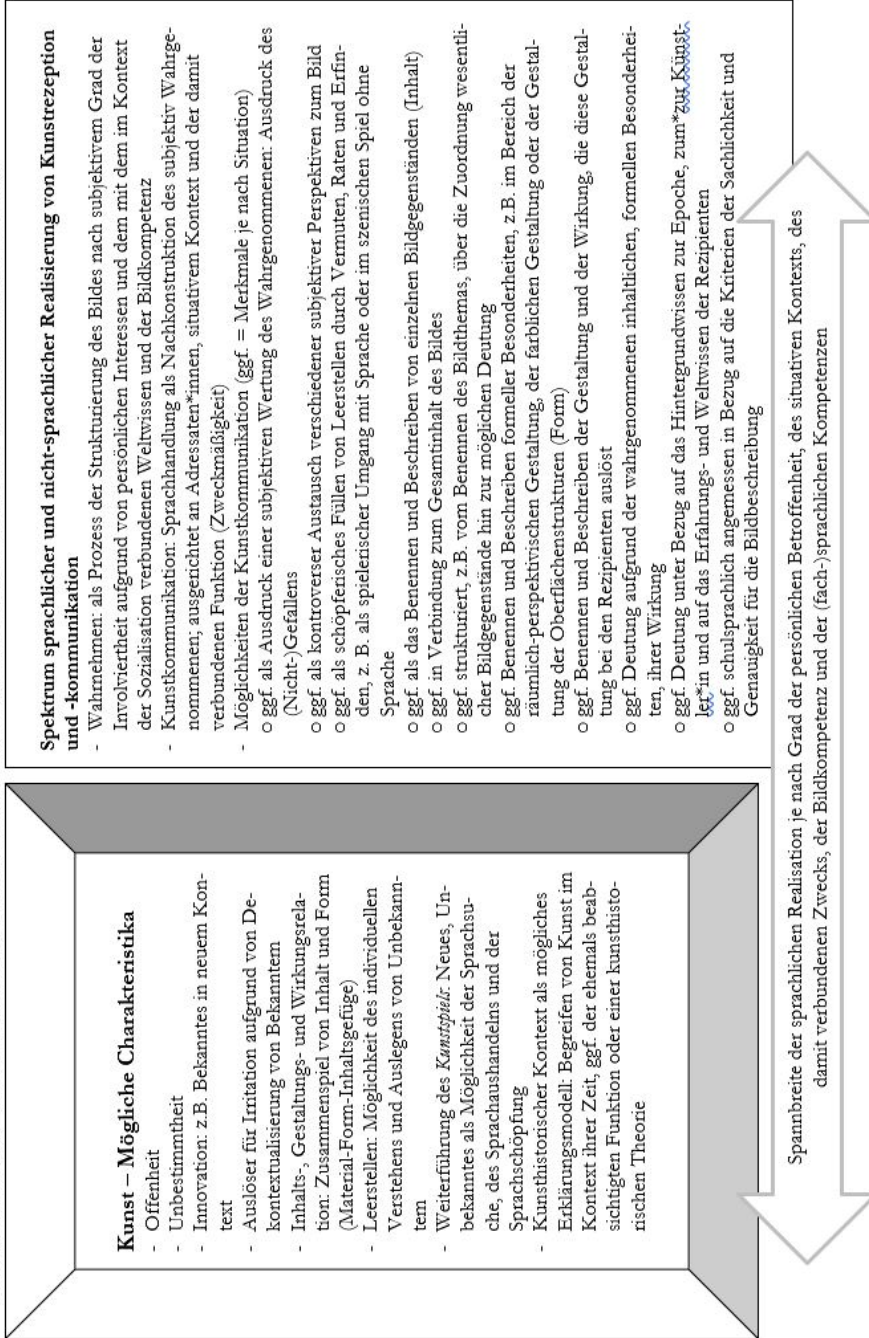 Kunst – Mögliche Charakteristika
- Offenheit
- Unbestimmtheit
- Innovation: z.B. Bekanntes in neuem Kon-
text
- Auslöser für Irritation aufgrund von De-
kontextualisierung von Bekanntem
- Inhalts-, Gestaltungs- und Wirkungsrela-
tion: Zusammenspiel von Inhalt und Form
(Material-Form-Inhaltsgefüge)
- Leerstellen: Möglichkeit des individuellen
Verstehens und Auslegens von Unbekann-
tem
- Weiterführung des Kunstspiels: Neues, Un-
bekanntes als Möglichkeit der Sprachsu-
che, des Sprachaushandelns und der
Sprachschöpfung
- Kunsthistorischer Kontext als mögliches
Erklärungsmodell: Begreifen von Kunst im
Kontext ihrer Zeit, ggf. der ehemals beab-
sichtigten Funktion oder einer kunsthisto-
rischen Theorie
Spektrum sprachlicher und nicht-sprachlicher Realisierung von Kunstrezeption
und -kommunikation
- Wahrnehmen: als Prozess der Strukturierung des Bildes nach subjektivem Grad der
Involviertheit aufgrund von persönlichen Interessen und dem mit dem im Kontext
der Sozialisation verbundenen Weltwissen und der Bildkompetenz
- Kunstkommunikation: Sprachhandlung als Nachkonstruktion des subjektiv Wahrge-
nommenen; ausgerichtet an Adressaten*innen, situativem Kontext und der damit
verbundenen Funktion (Zweckmäßigkeit)
- Möglichkeiten der Kunstkommunikation (ggf. = Merkmale je nach Situation)
o ggf. als Ausdruck einer subjektiven Wertung des Wahrgenommenen: Ausdruck des
(Nicht-)Gefallens
o ggf. als kontroverser Austausch verschiedener subjektiver Perspektiven zum Bild
o ggf. als schöpferisches Füllen von Leerstellen durch Vermuten, Raten und Erfin-
den, z. B. als spielerischer Umgang mit Sprache oder im szenischen Spiel ohne
Sprache
o ggf. als das Benennen und Beschreiben von einzelnen Bildgegenständen (Inhalt)
o ggf. in Verbindung zum Gesamtinhalt des Bildes
o ggf. strukturiert, z.B. vom Benennen des Bildthemas, über die Zuordnung wesentli-
cher Bildgegenstände hin zur möglichen Deutung
o ggf. Benennen und Beschreiben formeller Besonderheiten, z.B. im Bereich der
räumlich-perspektivischen Gestaltung, der farblichen Gestaltung oder der Gestal-
tung der Oberflächenstrukturen (Form)
o ggf. Benennen und Beschreiben der Gestaltung und der Wirkung, die diese Gestal-
tung bei den Rezipienten auslöst
o ggf. Deutung aufgrund der wahrgenommenen inhaltlichen, formellen Besonderhei-
ten, ihrer Wirkung
o ggf. Deutung unter Bezug auf das Hintergrundwissen zur Epoche, zum*zur Künst-
ler*in und auf das Erfahrungs- und Weltwissen der Rezipienten
o ggf. schulsprachlich angemessen in Bezug auf die Kriterien der Sachlichkeit und
Genauigkeit für die Bildbeschreibung
Spannbreite der sprachlichen Realisation je nach Grad der persönlichen Betroffenheit, des situativen Kontexts, des
damit verbundenen Zwecks, der Bildkompetenz und der (fach-)sprachlichen Kompetenzen